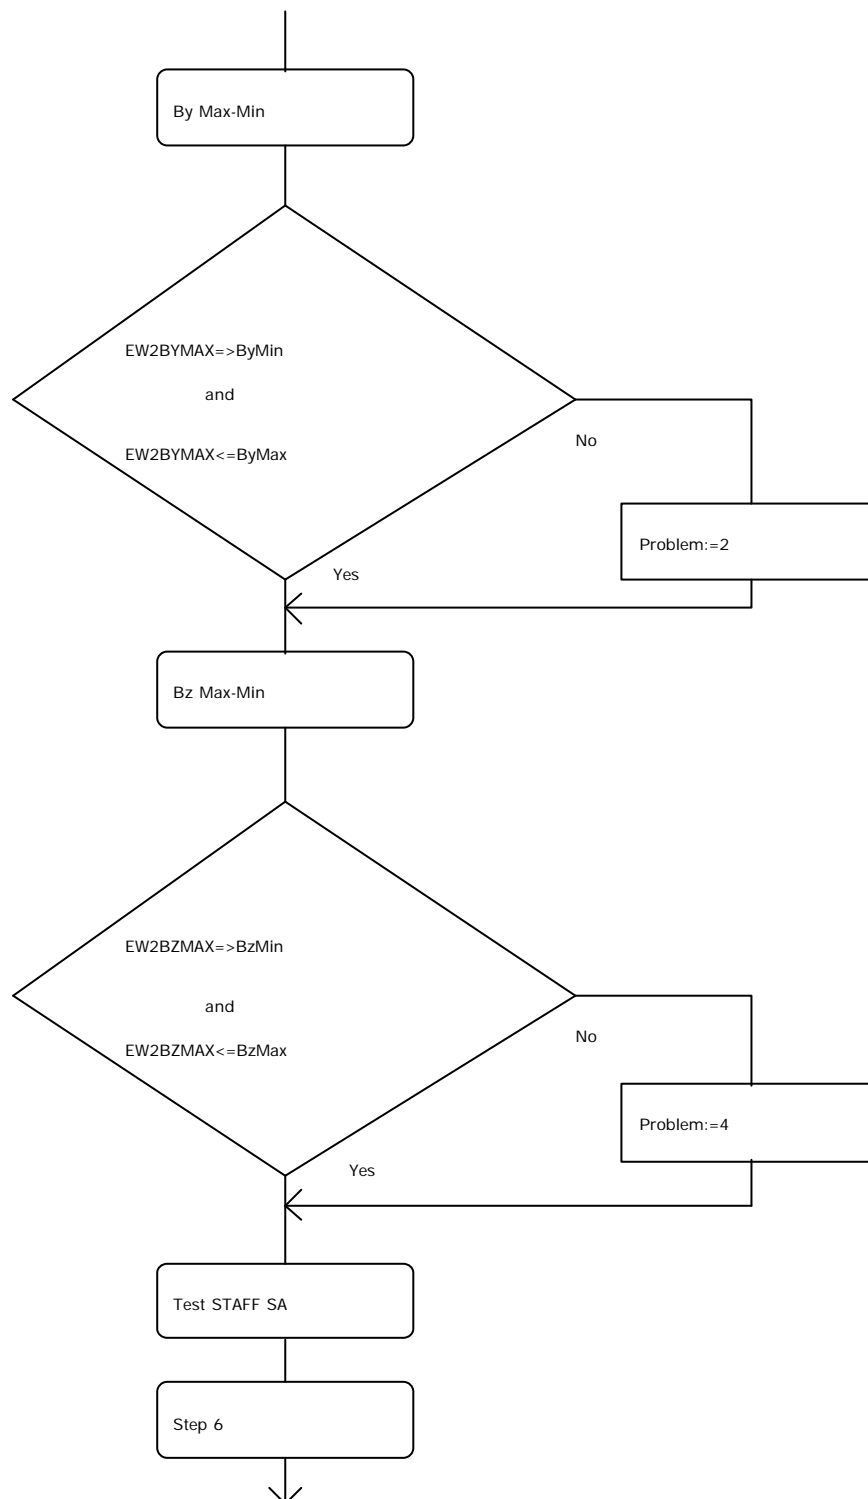 By Max-Min
EW2BYMAX=>ByMin
and
EW2BYMAX<=ByMax
No
Problem:=2
Yes
Bz Max-Min
EW2BZMAX=>BzMin
and
EW2BZMAX<=BzMax
No
Problem:=4
Yes
Test STAFF SA
Step 6